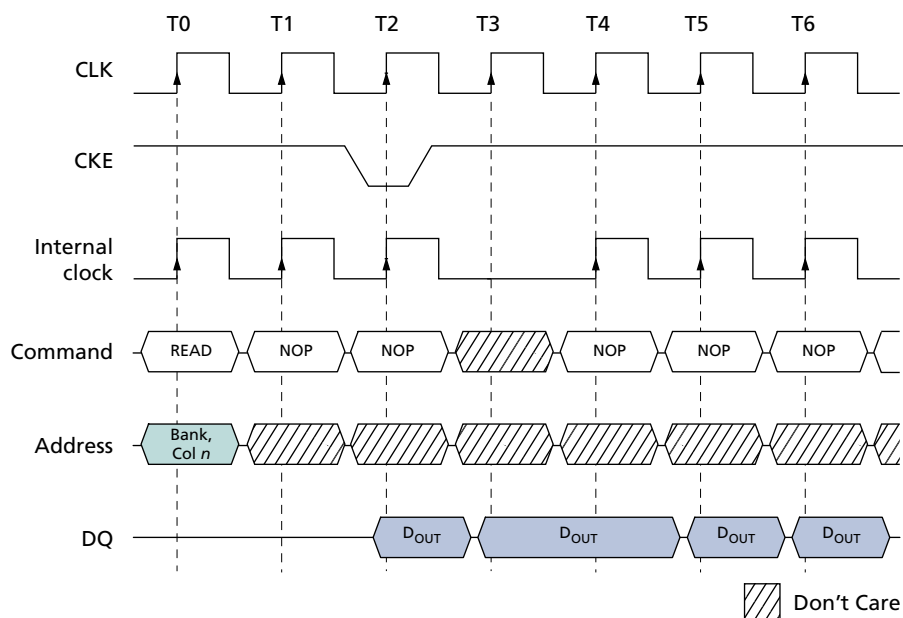 T0 T1 T2 T3 T4 T5 T6
CLK
CKE
Internal
clock
Command READ NOP NOP NOP NOP NOP
Address Bank,
Col n
DQ DOUT DOUT DOUT DOUT
Don't Care